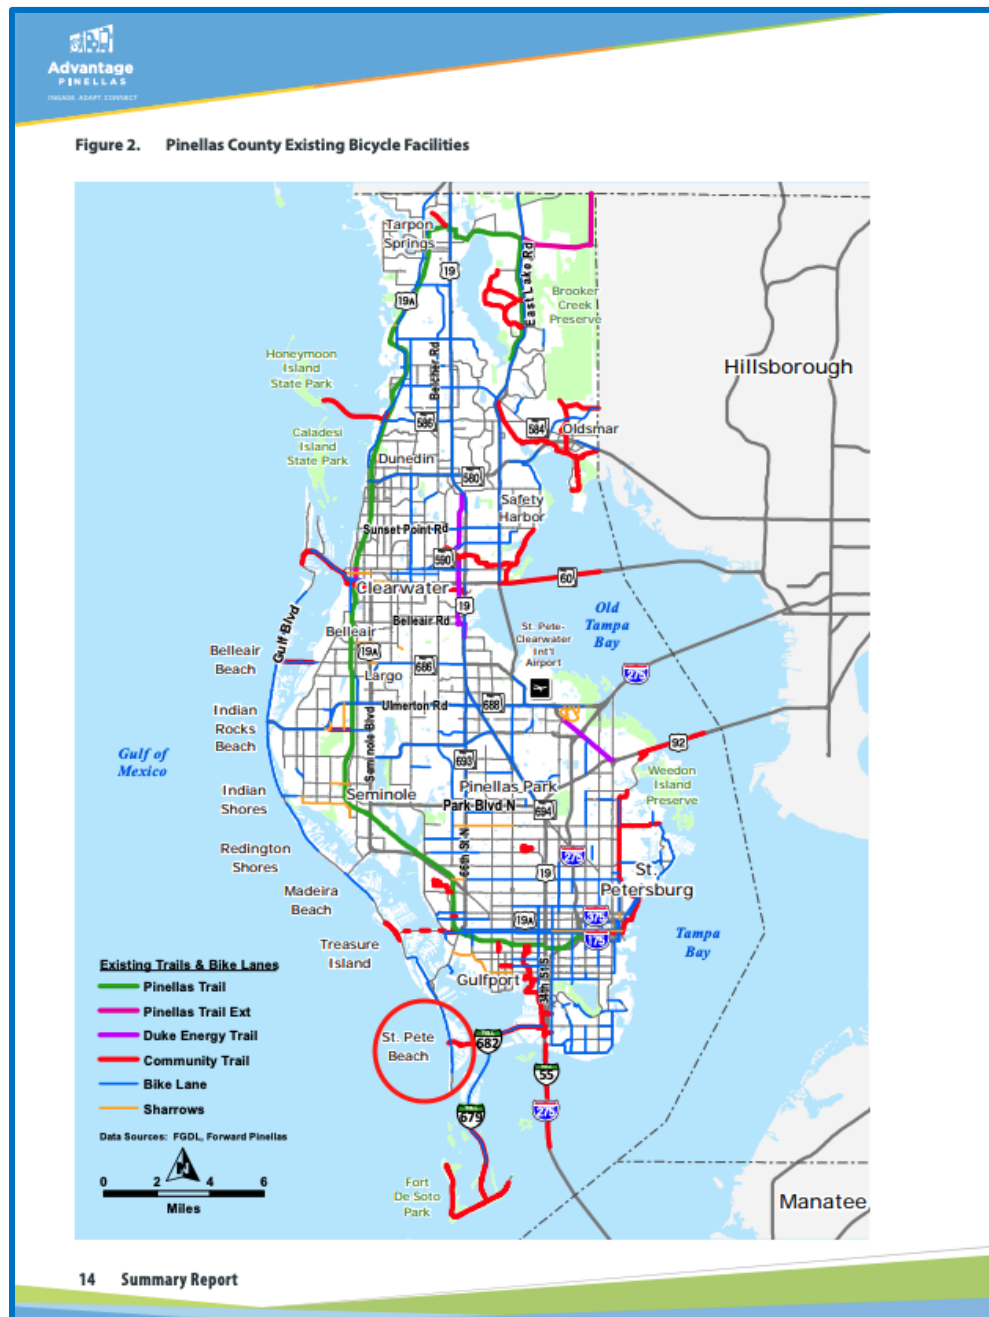 Advantage
PINELLAS
ENGAGE. ADAPT. CONNECT.
Figure 2. Pinellas County Existing Bicycle Facilities
Tarpon
Springs
19
19A
East Lake Rd
Brooker
Creek
Preserve
Honeymoon
Island
State Park
Belcher Rd
Hillsborough
586
584
Oldsmar
Caladesi
Island
State Park
Dunedin
580
Safety
Harbor
Sunset Point Rd
590
60
Clearwater
19
Old
Tampa
Bay
Gulf Blvd
Belleair Rd
Belleair
St. Pete-
Clearwater
Int'l
Airport
Belleair
Beach
19A
686
Largo
275
Indian
Rocks
Beach
Ulmerton Rd
688
Seminole Blvd
92
Gulf of
Mexico
693
Weedon
Island
Preserve
Pinellas Park
Indian
Shores
Seminole
Park Blvd N
694
66th St N
275
Redington
Shores
19
St.
Petersburg
Madeira
Beach
19A
375
175
Tampa
Bay
Treasure
Island
Gulfport
34th St S
Existing Trails & Bike Lanes
Pinellas Trail
Pinellas Trail Ext
Duke Energy Trail
Community Trail
Bike Lane
Sharrows
Data Sources: FGDL, Forward Pinellas
St. Pete
Beach
682
55
679
275
N
0 2 4 6
Miles
Fort
De Soto
Park
Manatee
14 Summary Report